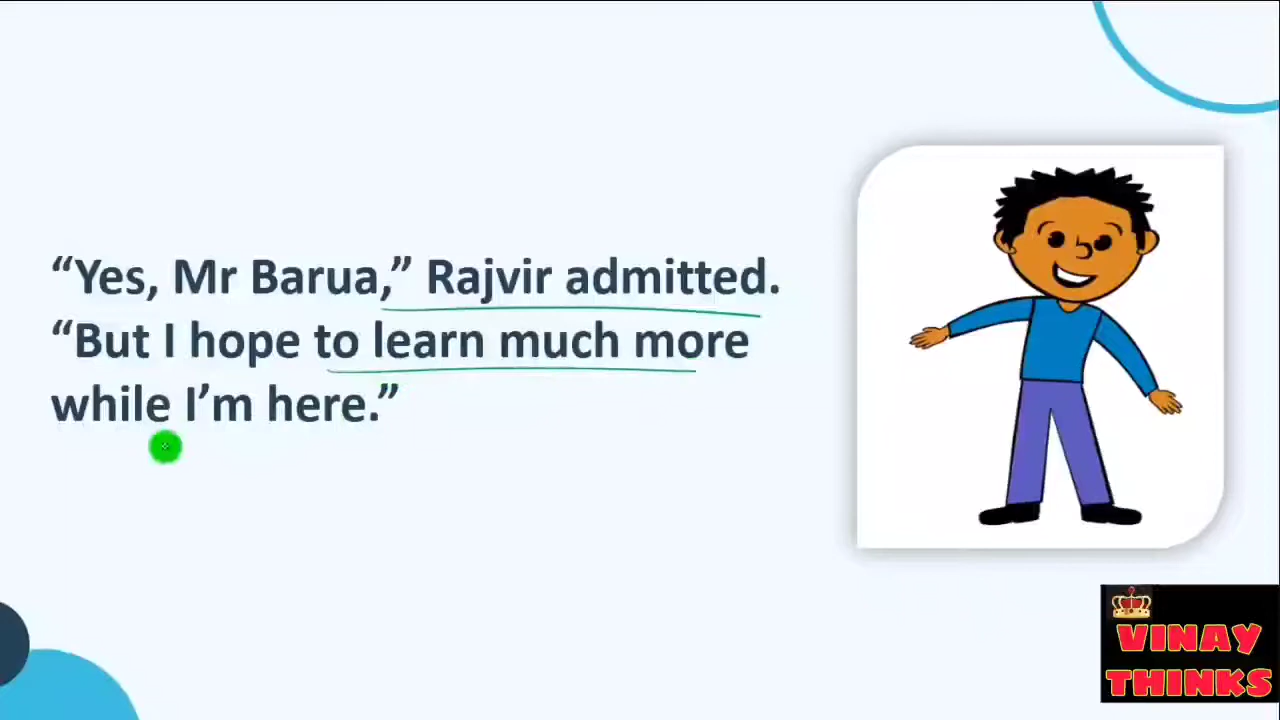 “Yes, Mr Barua,” Rajvir admitted.
“But I hope to learn much more
while I’m here.”
VINAY
THINKS